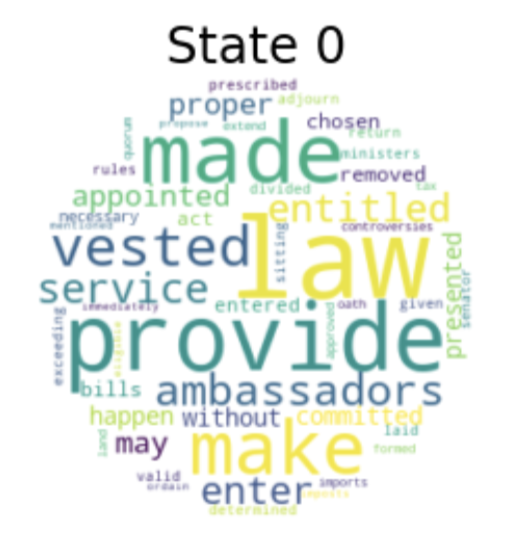 State 0
prescribed
proper adjourn
quorum propose extend chosen
return
made ministers
rules removed
appointed divided tax
necessary act entitled
mentioned controversies
vested law sitting
service presented senator
immediately entered oath given
exceeding provide approved
bills ambassadors
happen without committed
land may make laid
formed
valid
ordain enter imports
imposts
determined